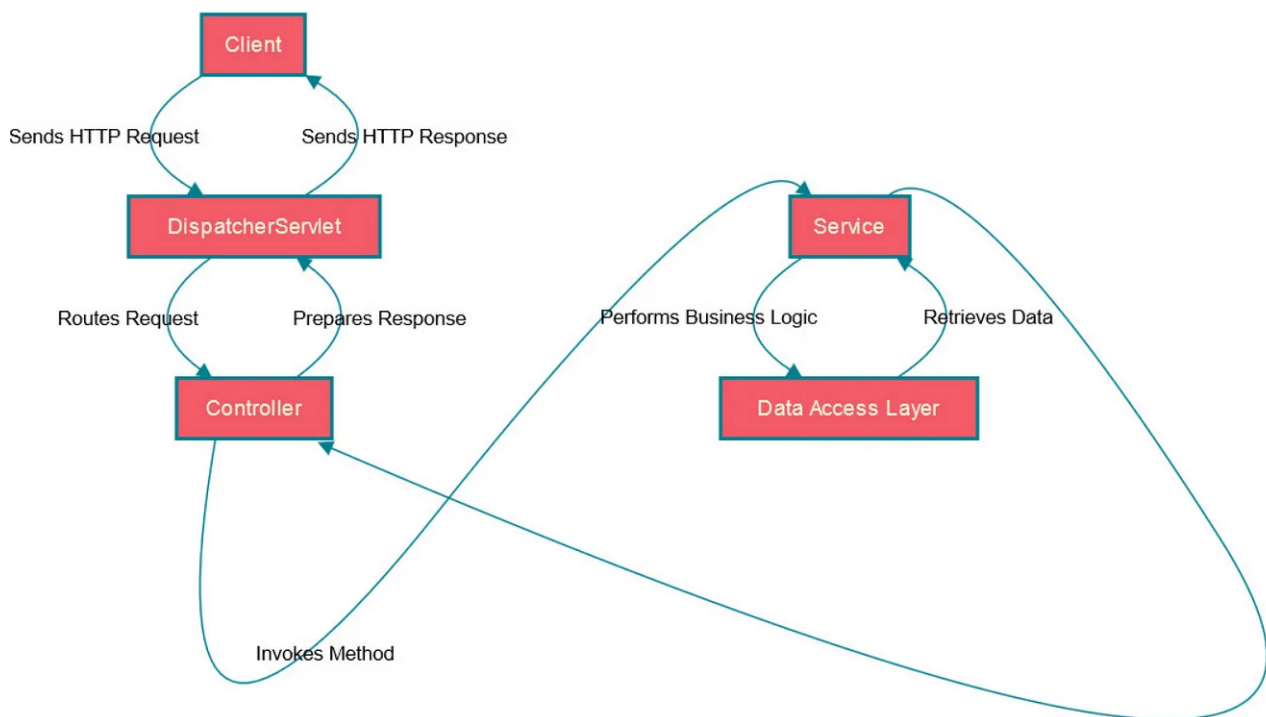 Client
Sends HTTP Request
Sends HTTP Response
DispatcherServlet
Service
Routes Request
Prepares Response
Performs Business Logic
Retrieves Data
Controller
Data Access Layer
Invokes Method